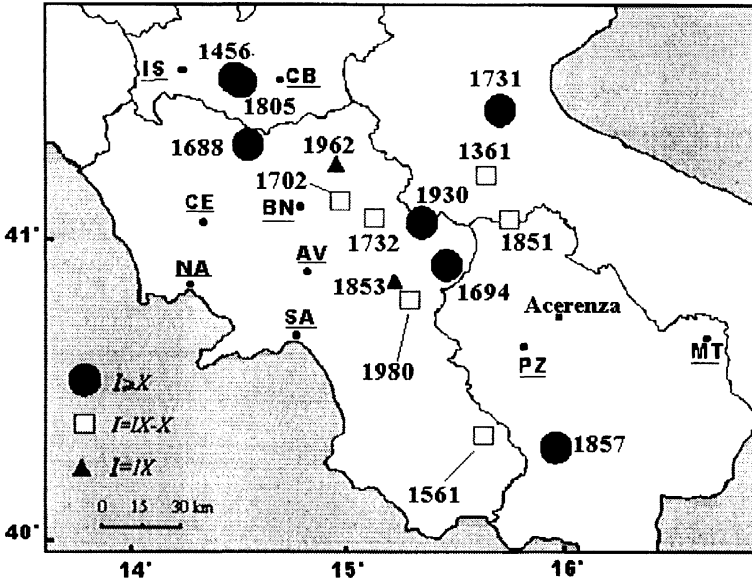 1456
IS
CB
1805
1731
1688
1962
1361
1702
1930
CE
BN
41°
1732
1851
AV
NA
1853
1694
Acerenza
SA
1980
PZ
MT
I≥X
I=IX-X
1857
I=IX
1561
0 15 30 km
40°
14° 15° 16°